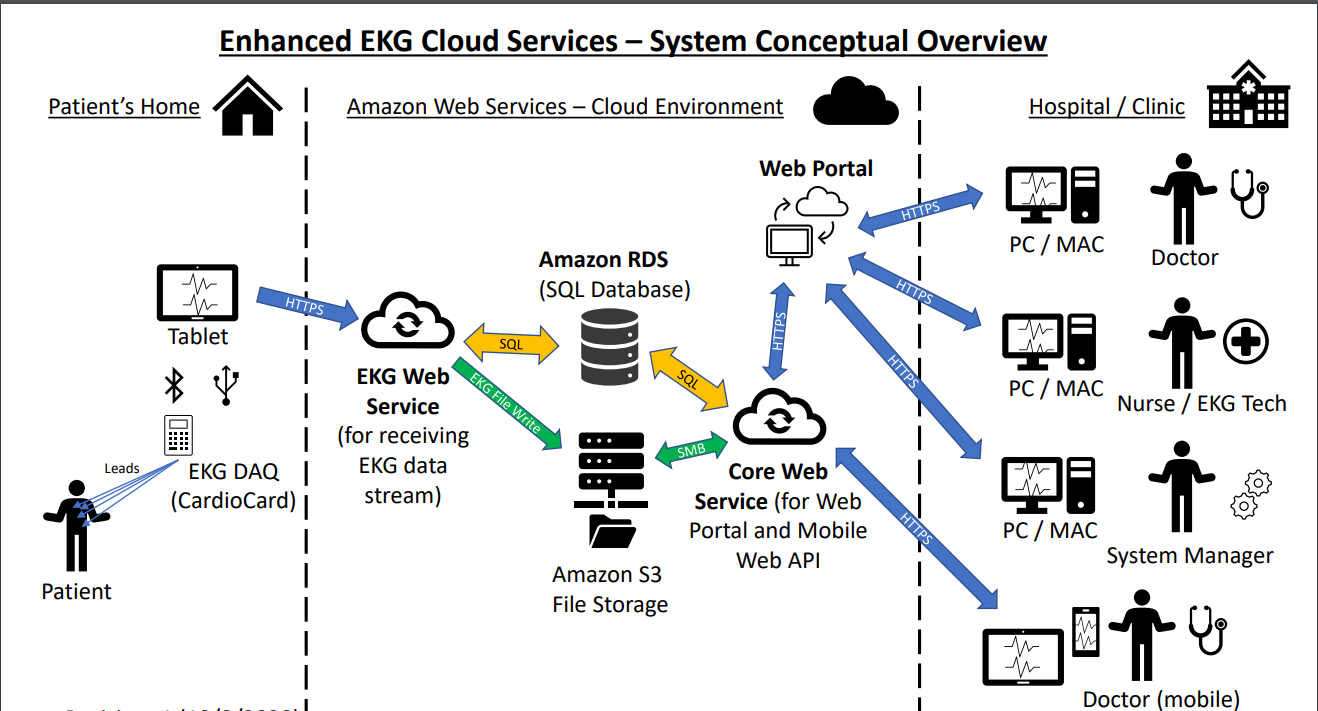 Enhanced EKG Cloud Services – System Conceptual Overview
Patient's Home
Amazon Web Services – Cloud Environment
Hospital / Clinic
Web Portal
HTTPS
PC / MAC
Doctor
Amazon RDS
(SQL Database)
HTTPS
Tablet
HTTPS
HTTPS
SQL
SQL
HTTPS
PC / MAC
Nurse / EKG Tech
EKG Web
Service
(for receiving
EKG data
stream)
EKG File Write
SMB
Leads
EKG DAQ
(CardioCard)
Core Web
Service (for Web
Portal and Mobile
Web API
HTTPS
PC / MAC
System Manager
Patient
Amazon S3
File Storage
Doctor (mobile)